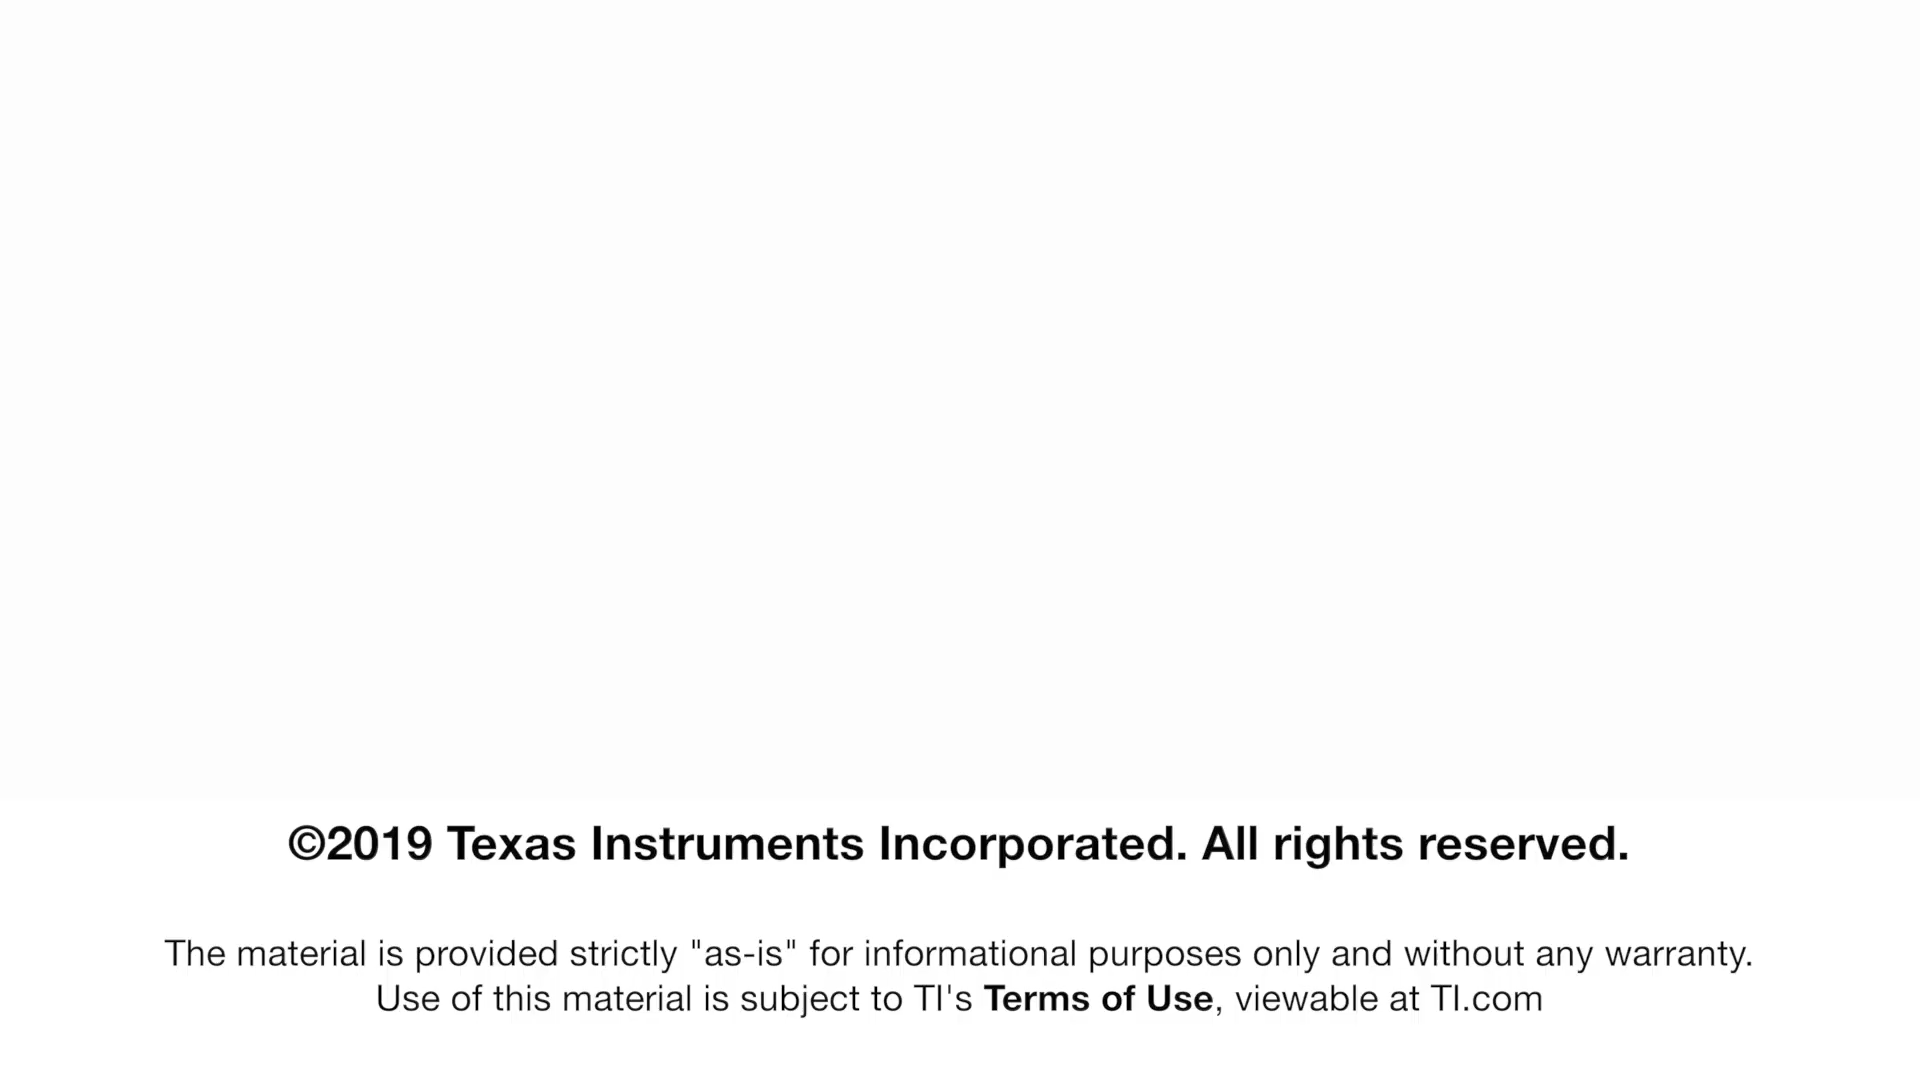 ©2019 Texas Instruments Incorporated. All rights reserved.
The material is provided strictly "as-is" for informational purposes only and without any warranty.
Use of this material is subject to TI's Terms of Use, viewable at TI.com